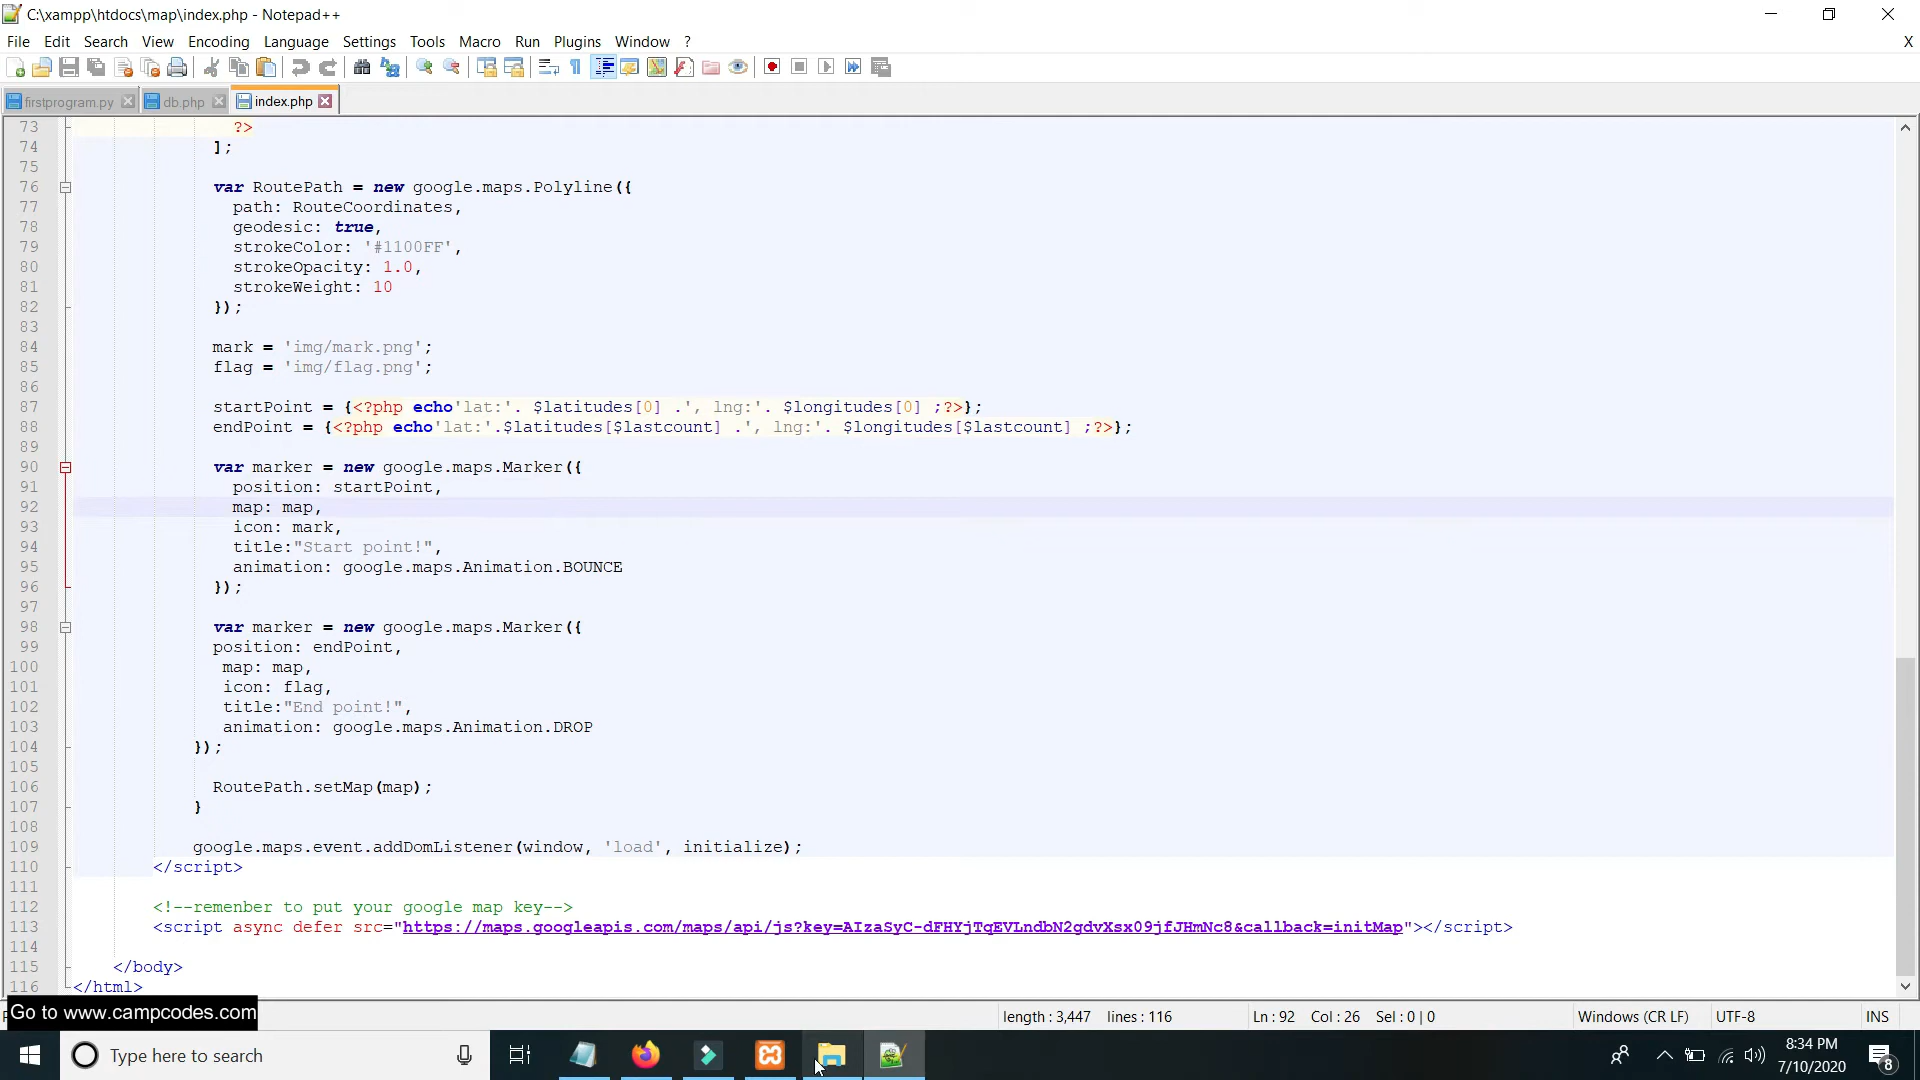 C:\xampp\htdocs\map\index.php - Notepad++
File Edit Search View Encoding Language Settings Tools Macro Run Plugins Window ? X
firstprogram.py db.php index.php
73 ?>
74 ];
75
76 var RoutePath = new google.maps.Polyline({
77 path: RouteCoordinates,
78 geodesic: true,
79 strokeColor: '#1100FF',
80 strokeOpacity: 1.0,
81 strokeWeight: 10
82 });
83
84 mark = 'img/mark.png';
85 flag = 'img/flag.png';
86
87 startPoint = {<?php echo'lat:'. $latitudes[0] .', lng:'. $longitudes[0] ;?>};
88 endPoint = {<?php echo'lat:'.$latitudes[$lastcount] .', lng:'. $longitudes[$lastcount] ;?>};
89
90 var marker = new google.maps.Marker({
91 position: startPoint,
92 map: map,
93 icon: mark,
94 title:"Start point!",
95 animation: google.maps.Animation.BOUNCE
96 });
97
98 var marker = new google.maps.Marker({
99 position: endPoint,
100 map: map,
101 icon: flag,
102 title:"End point!",
103 animation: google.maps.Animation.DROP
104 });
105
106 RoutePath.setMap(map);
107 }
108
109 google.maps.event.addDomListener(window, 'load', initialize);
110 </script>
111
112 <!--remenber to put your google map key-->
113 <script async defer src="https://maps.googleapis.com/maps/api/js?key=AIzaSyC-dFHYjTqEVLndbN2gdvXsx09jfJHmNc8&callback=initMap"></script>
114
115 </body>
116 </html>
Go to www.campcodes.com
length : 3,447 lines : 116 Ln : 92 Col : 26 Sel : 0 | 0 Windows (CR LF) UTF-8 INS
Type here to search
8:34 PM
7/10/2020
8